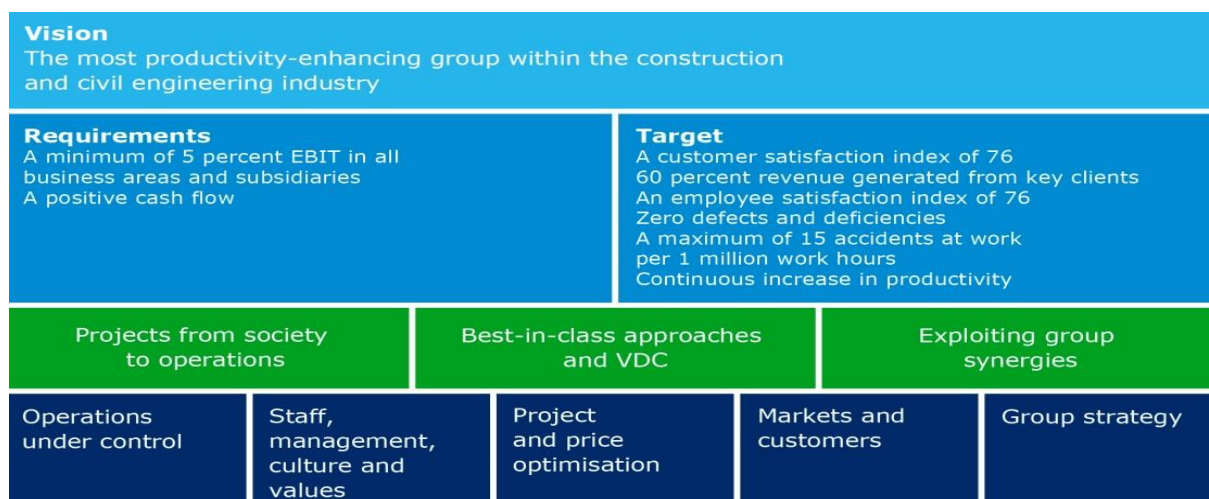 Vision
The most productivity-enhancing group within the construction
and civil engineering industry
Requirements
A minimum of 5 percent EBIT in all
business areas and subsidiaries
A positive cash flow
Target
A customer satisfaction index of 76
60 percent revenue generated from key clients
An employee satisfaction index of 76
Zero defects and deficiencies
A maximum of 15 accidents at work
per 1 million work hours
Continuous increase in productivity
Projects from society
to operations
Best-in-class approaches
and VDC
Exploiting group
synergies
Operations
under control
Staff,
management,
culture and
values
Project
and price
optimisation
Markets and
customers
Group strategy